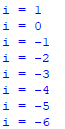 i = 1
i = 0
i = -1
i = -2
i = -3
i = -4
i = -5
i = -6